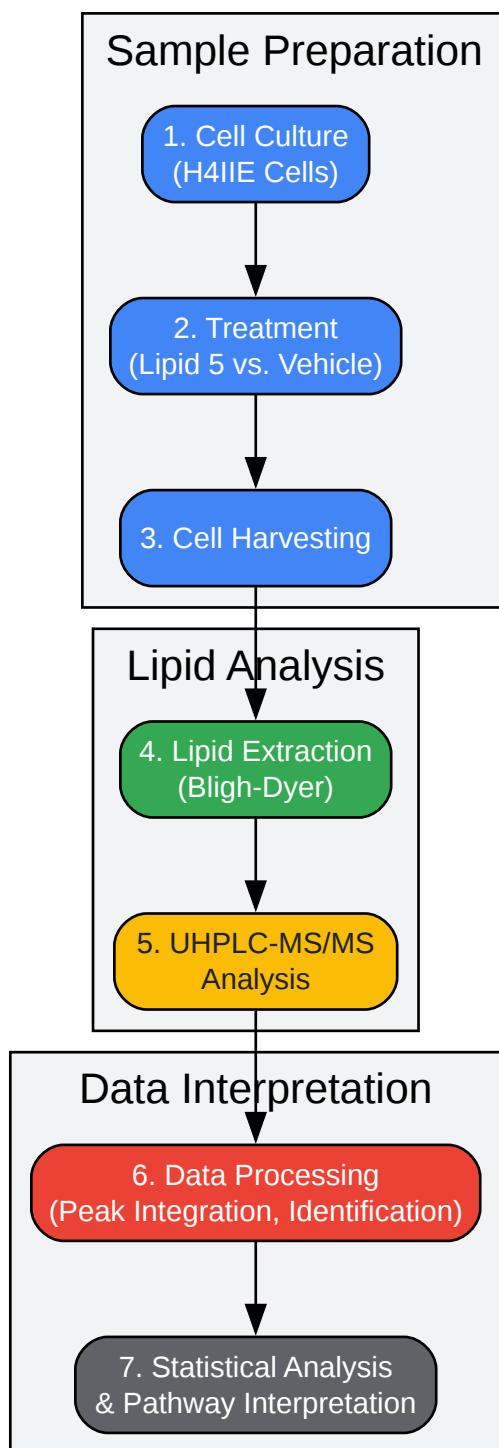 Sample Preparation
1. Cell Culture
(H4IIE Cells)
2. Treatment
(Lipid 5 vs. Vehicle)
3. Cell Harvesting
Lipid Analysis
4. Lipid Extraction
(Bligh-Dyer)
5. UHPLC-MS/MS
Analysis
Data Interpretation
6. Data Processing
(Peak Integration, Identification)
7. Statistical Analysis
& Pathway Interpretation